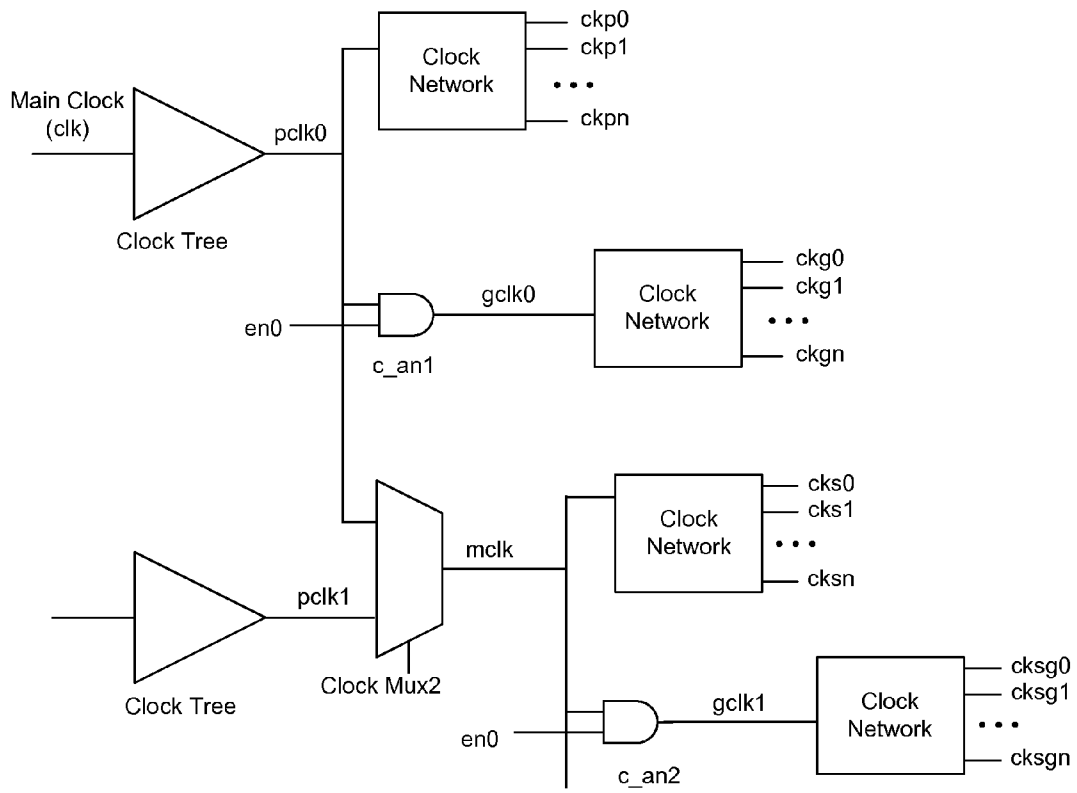 ckp0
Clock
Network
ckp1
• • •
ckpn
Main Clock
(clk)
pclk0
Clock Tree
ckg0
Clock
Network
ckg1
• • •
ckgn
gclk0
en0
c_an1
cks0
Clock
Network
cks1
• • •
cksn
mclk
pclk1
Clock Tree
Clock Mux2
cksg0
Clock
Network
cksg1
• • •
cksgn
gclk1
en0
c_an2